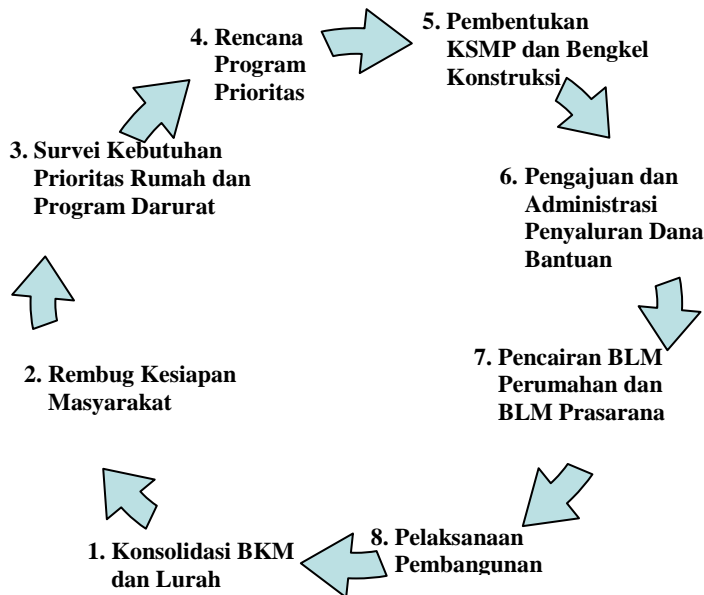 4. Rencana
Program
Prioritas
5. Pembentukan
KSMP dan Bengkel
Konstruksi
3. Survei Kebutuhan
Prioritas Rumah dan
Program Darurat
6. Pengajuan dan
Administrasi
Penyaluran Dana
Bantuan
2. Rembug Kesiapan
Masyarakat
7. Pencairan BLM
Perumahan dan
BLM Prasarana
1. Konsolidasi BKM
dan Lurah
8. Pelaksanaan
Pembangunan